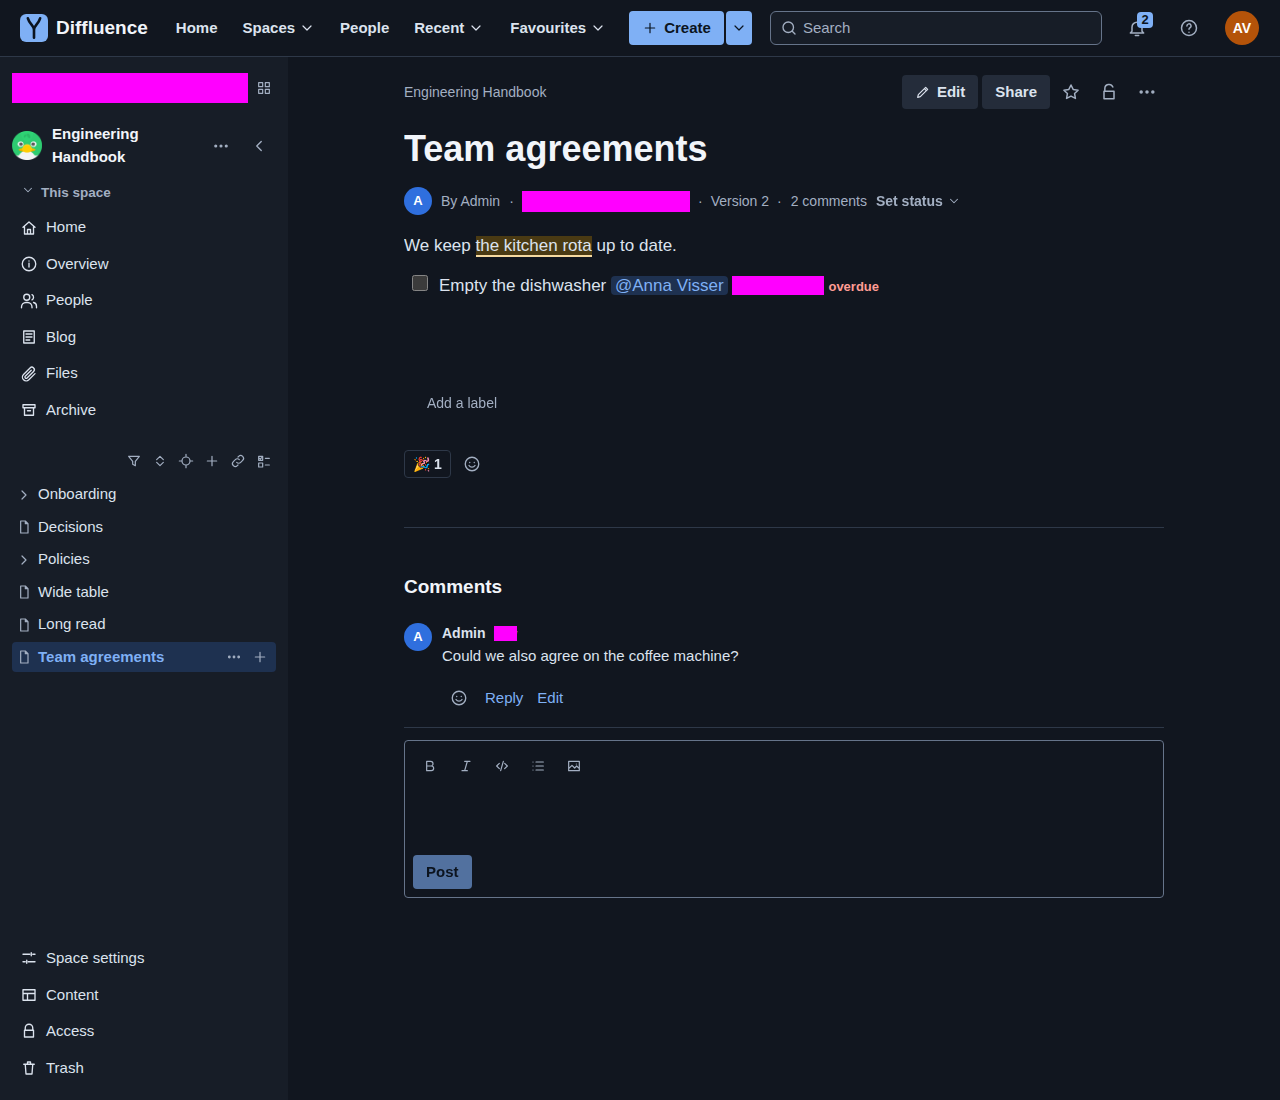 Diffluence Home Spaces People Recent Favourites Create Search 2 AV
Engineering Handbook Edit Share
Engineering
Handbook
Team agreements
This space
A By Admin · · Version 2 · 2 comments Set status
Home
We keep the kitchen rota up to date.
Overview
Empty the dishwasher @Anna Visser overdue
People
Blog
Files
Archive
Add a label
1
Onboarding
Decisions
Policies
Wide table
Long read
Team agreements
Comments
A Admin
Could we also agree on the coffee machine?
Reply Edit
Post
Space settings
Content
Access
Trash